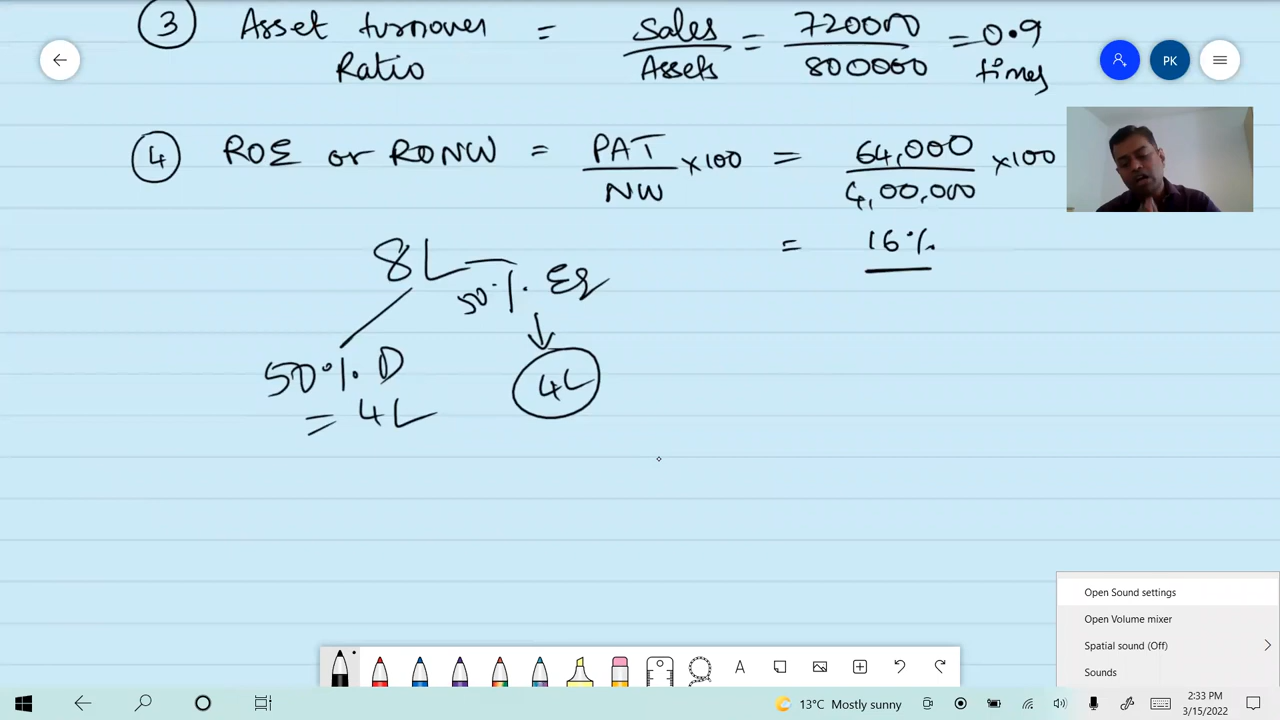 ③ Asset turnover Ratio = Sales / Assets = 720000 / 800000 = 0.9 times
PK
④ ROE or RONW = PAT / NW ×100 = 64,000 / 4,00,000 ×100
= 16%
8L
50% Eq
50% D
= 4L
4L
Open Sound settings
Open Volume mixer
Spatial sound (Off)
Sounds
A
13°C Mostly sunny
2:33 PM
3/15/2022